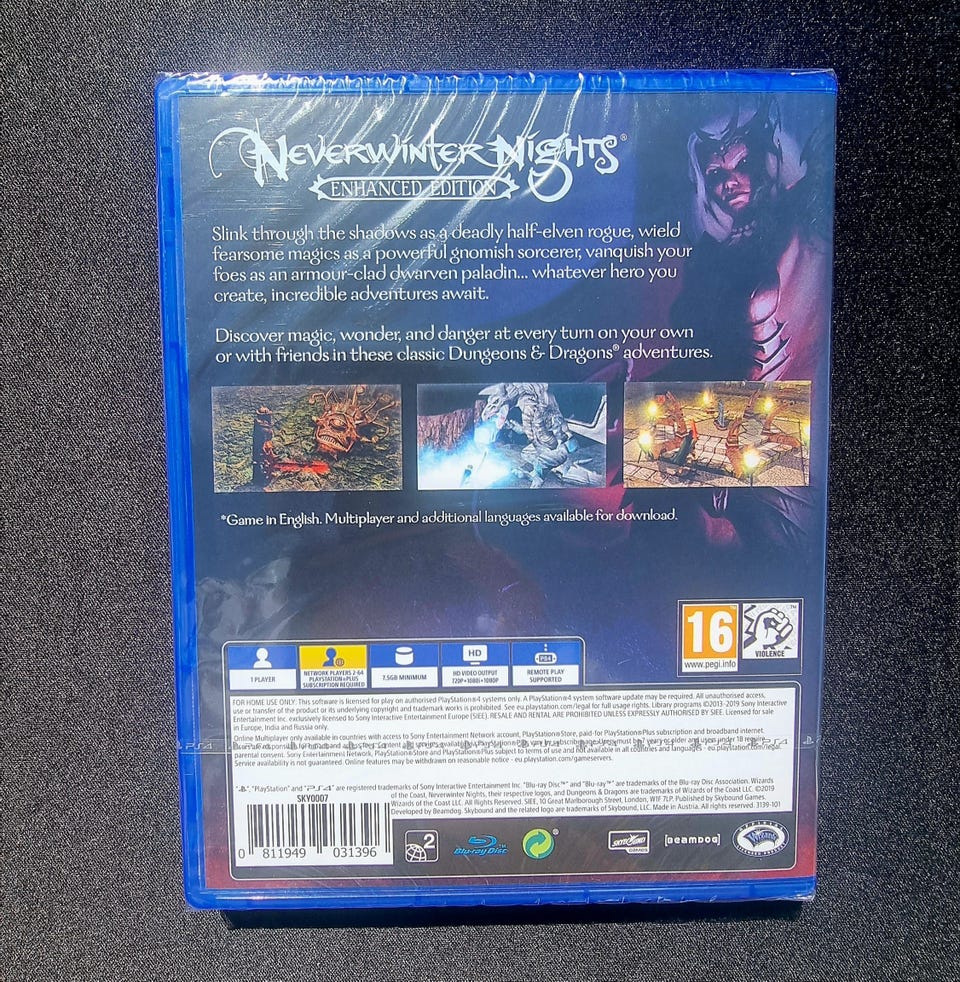 NEVERWINTER NIGHTS®
ENHANCED EDITION
Slink through the shadows as a deadly half-elven rogue, wield
fearsome magics as a powerful gnomish sorcerer, vanquish your
foes as an armour-clad dwarven paladin... whatever hero you
create, incredible adventures await.
Discover magic, wonder, and danger at every turn on your own
or with friends in these classic Dungeons & Dragons® adventures.
*Game in English. Multiplayer and additional languages available for download.
16™
www.pegi.info
VIOLENCE
1 PLAYER
NETWORK PLAYERS 2-64
PLAYSTATION®PLUS
SUBSCRIPTION REQUIRED
7.5GB MINIMUM
HD
HD VIDEO OUTPUT
720P•1080i•1080P
PS4
REMOTE PLAY
SUPPORTED
FOR HOME USE ONLY. This software is licensed for play on authorised PlayStation®4 systems only. A PlayStation®4 system software update may be required. All unauthorised access,
use or transfer of the product or its underlying copyright and trademark works is prohibited. See eu.playstation.com/legal for full usage rights. Library programs ©2013-2019 Sony Interactive
Entertainment Inc. exclusively licensed to Sony Interactive Entertainment Europe (SIEE). RESALE AND RENTAL ARE PROHIBITED UNLESS EXPRESSLY AUTHORISED BY SIEE. Licensed for sale
in Europe, India and Russia only.
Online Multiplayer only available in countries with access to Sony Entertainment Network account, PlayStation®Store, paid-for PlayStation®Plus subscription and broadband internet.
parental consent. Sony Entertainment Network, PlayStation®Store and PlayStation®Plus subject to terms of use and not available in all countries and languages - eu.playstation.com/legal.
Service availability is not guaranteed. Online features may be withdrawn on reasonable notice - eu.playstation.com/gameservers.
"PlayStation" and "PS4" are registered trademarks of Sony Interactive Entertainment Inc. "Blu-ray Disc™" and "Blu-ray™" are trademarks of the Blu-ray Disc Association. Wizards
of the Coast, Neverwinter Nights, their respective logos, and Dungeons & Dragons are trademarks of Wizards of the Coast LLC. ©2019
Wizards of the Coast LLC. All Rights Reserved. SIEE, 10 Great Marlborough Street, London, W1F 7LP. Published by Skybound Games.
Developed by Beamdog. Skybound and the related logo are trademarks of Skybound, LLC. Made in Austria. All rights reserved. 3139-101
SKY0007
0 811949 031396
2
Blu-ray Disc™
SKYBOUND GAMES
BEAMDOG
OFFICIAL Wizards LICENSED PRODUCT